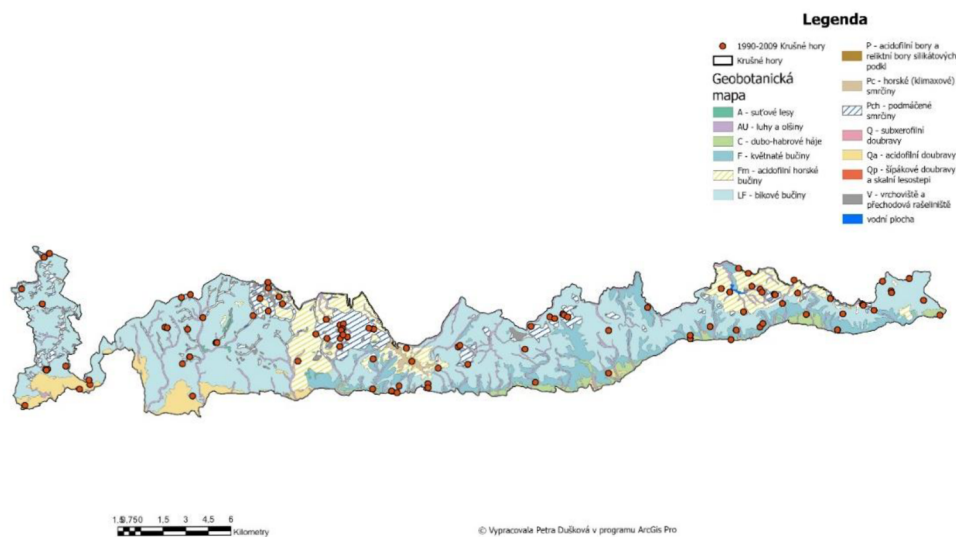 Legenda
1990-2009 Krušné hory
Krušné hory
Geobotanická
mapa
A - suťové lesy
AU - luhy a olšiny
C - dubo-habrové háje
F - květnaté bučiny
Fm - acidofilní horské
bučiny
LF - bikové bučiny
P - acidofilní bory a
reliktní bory silikátových
podkl
Pc - horské (klimaxové)
smrčiny
Pch - podmáčené
smrčiny
Q - subxerofilní
doubravy
Qa - acidofilní doubravy
Qp - šípákové doubravy
a skalní lesostepi
V - vrchoviště a
přechodová rašeliniště
vodní plocha
1,50,750 1,5 3 4,5 6
Kilometry
© Vypracovala Petra Dušková v programu ArcGis Pro